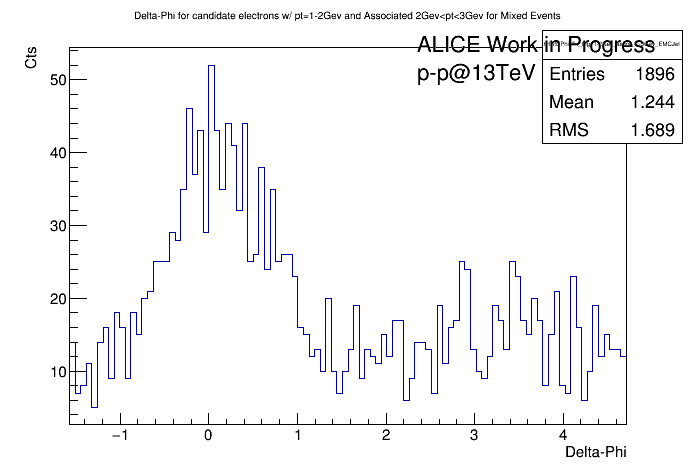 Delta-Phi for candidate electrons w/ pt=1-2Gev and Associated 2Gev<pt<3Gev for Mixed Events
Cts
ALICE Work in Progress
p-p@13TeV
EMCJet
Entries 1896
Mean 1.244
RMS 1.689
50
40
30
20
10
−1 0 1 2 3 4
Delta-Phi